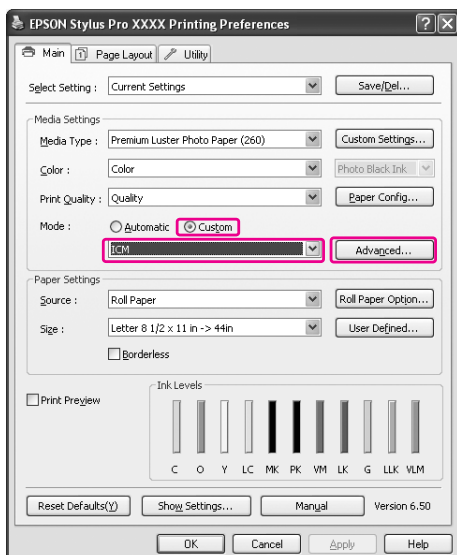 EPSON Stylus Pro XXXX Printing Preferences
Main Page Layout Utility
Select Setting : Current Settings Save/Del...
Media Settings
Media Type : Premium Luster Photo Paper (260) Custom Settings...
Color : Color Photo Black Ink
Print Quality : Quality Paper Config...
Mode : Automatic Custom
ICM Advanced...
Paper Settings
Source : Roll Paper Roll Paper Option...
Size : Letter 8 1/2 x 11 in -> 44in User Defined...
Borderless
Print Preview
Ink Levels
C O Y LC MK PK VM LK G LLK VLM
Reset Defaults(Y) Show Settings... Manual Version 6.50
OK Cancel Apply Help